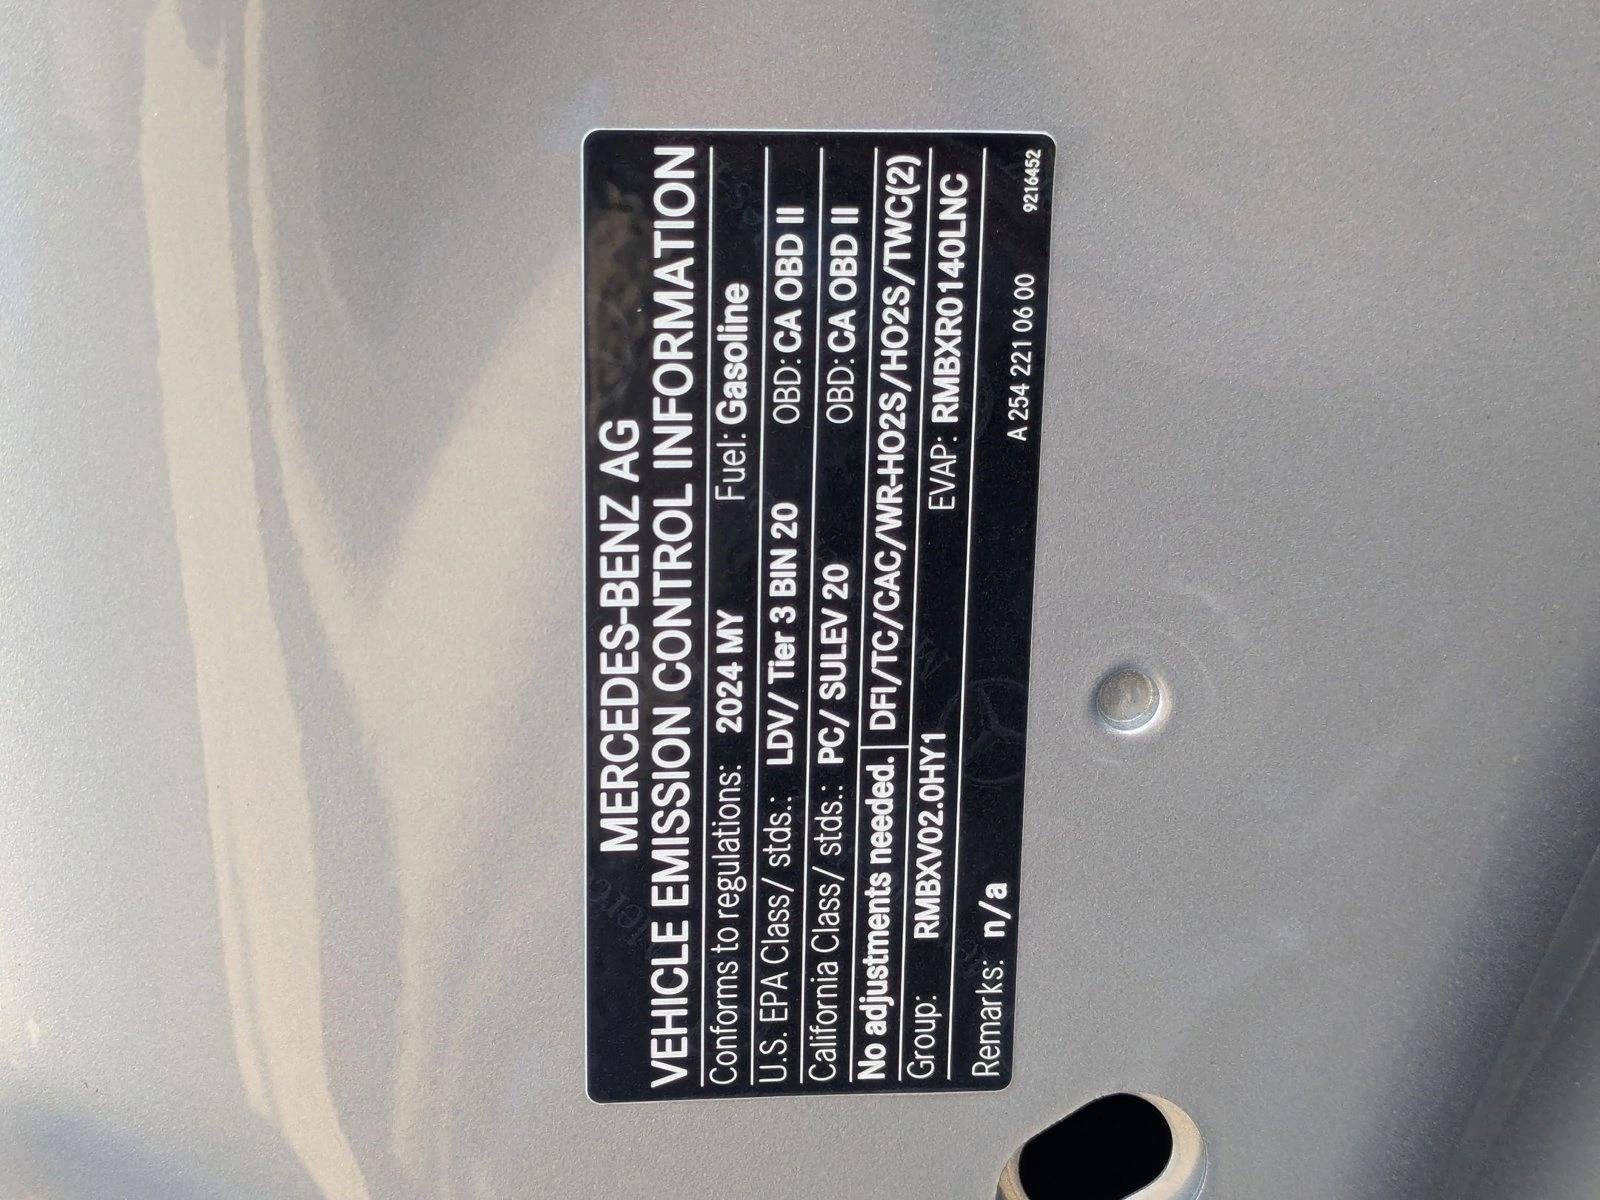 MERCEDES-BENZ AG
VEHICLE EMISSION CONTROL INFORMATION
Conforms to regulations: 2024 MY Fuel: Gasoline
U.S. EPA Class/ stds.: LDV/ Tier 3 BIN 20 OBD: CA OBD II
California Class/ stds.: PC/ SULEV 20 OBD: CA OBD II
No adjustments needed. DFI/TC/CAC/WR-HO2S/HO2S/TWC(2)
Group: RMBXV02.0HY1 EVAP: RMBXR0140LNC
Remarks: n/a
A 254 221 06 00
9216452